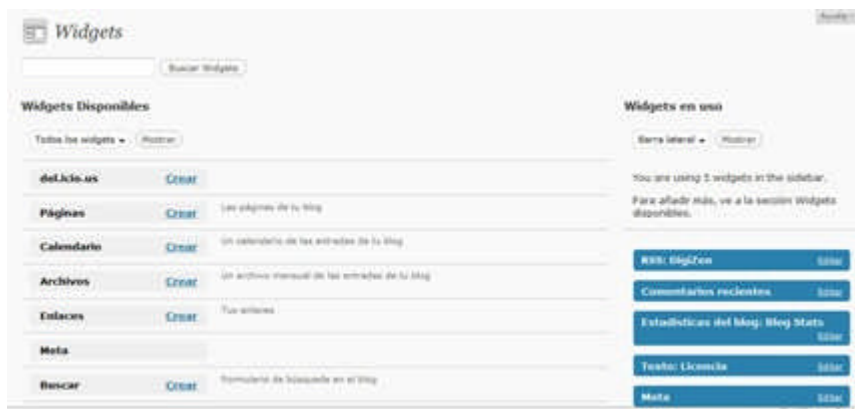 Ayuda
Widgets
Buscar Widgets
Widgets Disponibles
Todos los widgets Mostrar
del.icio.us Crear
Páginas Crear Las páginas de tu blog
Calendario Crear Un calendario de las entradas de tu blog
Archivos Crear Un archivo mensual de las entradas de tu blog
Enlaces Crear Tus enlaces
Meta
Buscar Crear Formulario de búsqueda en el blog
Widgets en uso
Barra lateral Mostrar
You are using 5 widgets in the sidebar.
Para añadir más, ve a la sección Widgets
disponibles.
RSS: DigiZen Editar
Comentarios recientes Editar
Estadísticas del blog: Blog Stats
Editar
Texto: Licencia Editar
Meta Editar